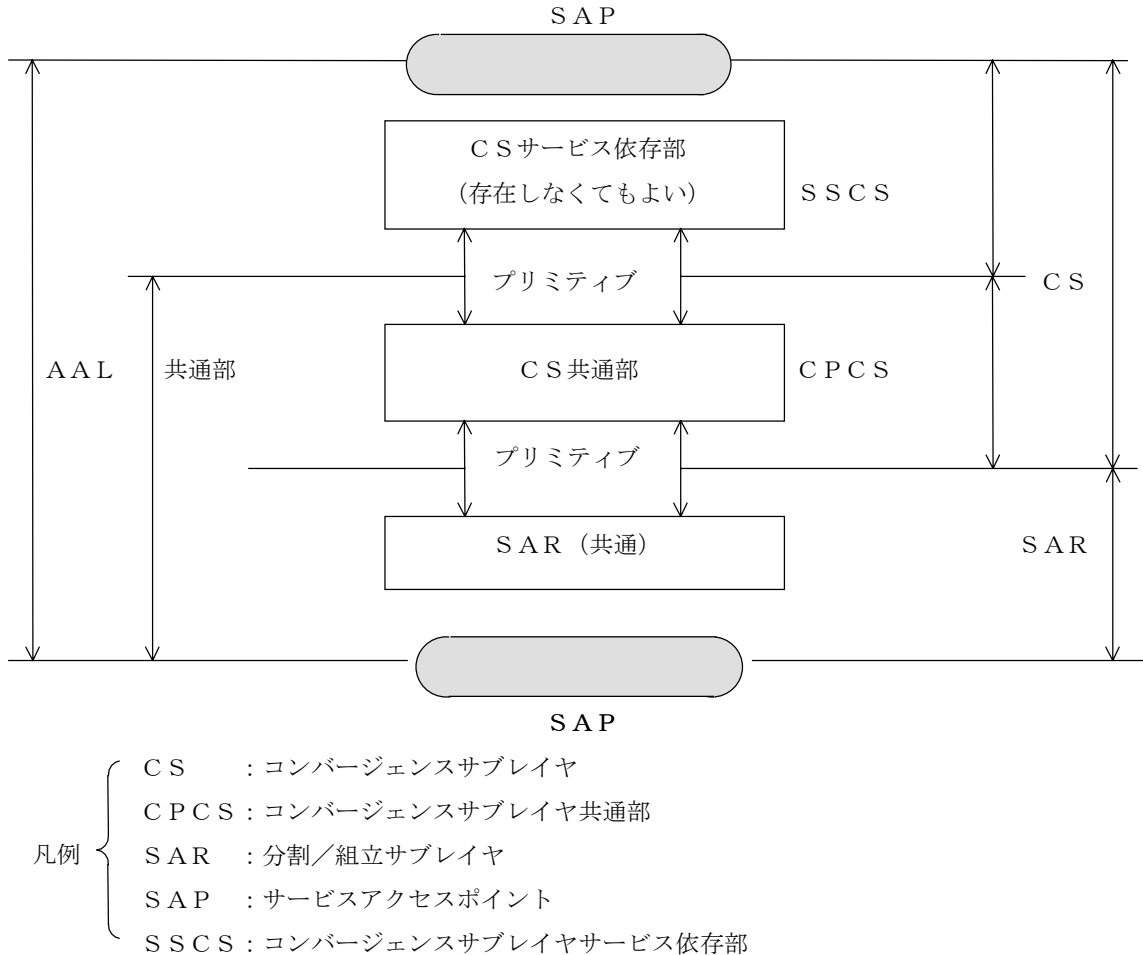 ＳＡＰ
ＣＳサービス依存部
（存在しなくてもよい）
ＳＳＣＳ
プリミティブ
ＣＳ
ＡＡＬ
共通部
ＣＳ共通部
ＣＰＣＳ
プリミティブ
ＳＡＲ（共通）
ＳＡＲ
ＳＡＰ
凡例
ＣＳ　　：コンバージェンスサブレイヤ
ＣＰＣＳ：コンバージェンスサブレイヤ共通部
ＳＡＲ　：分割／組立サブレイヤ
ＳＡＰ　：サービスアクセスポイント
ＳＳＣＳ：コンバージェンスサブレイヤサービス依存部